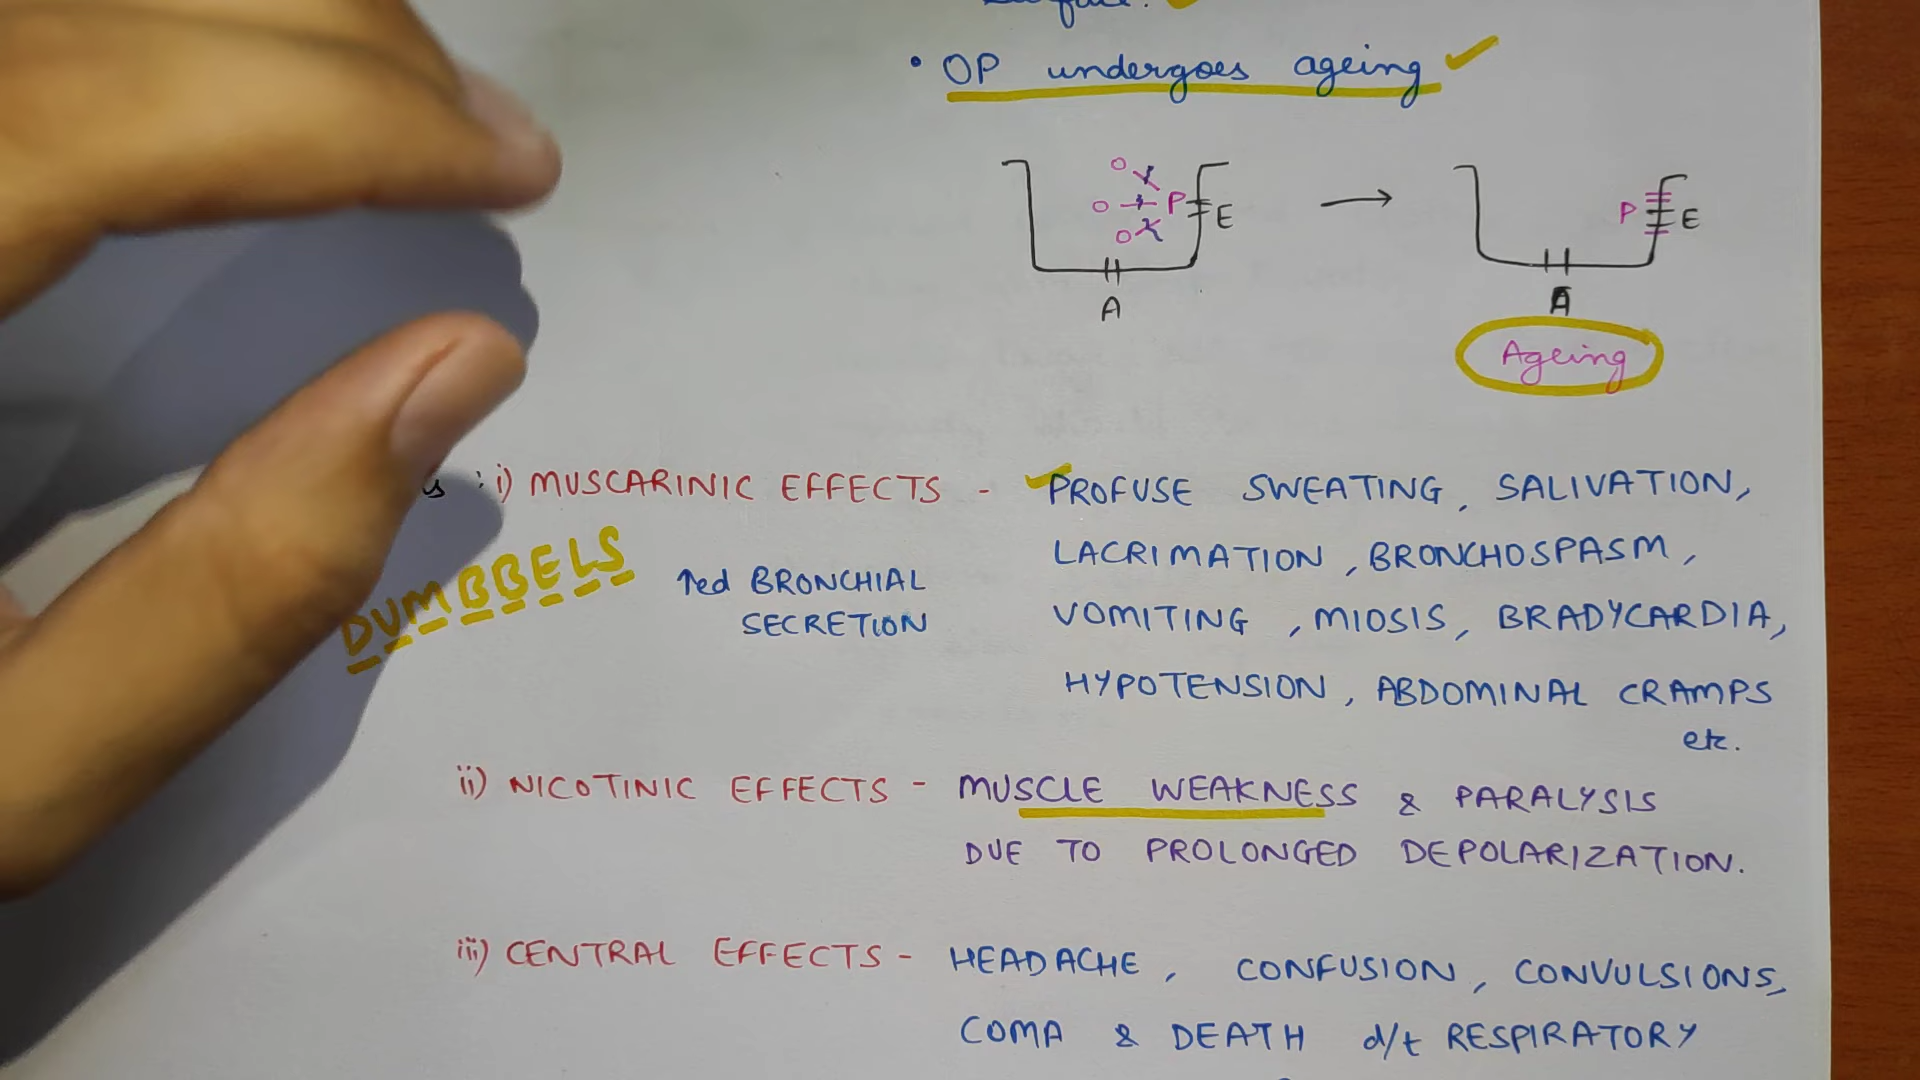 • OP undergoes ageing
O
O P E
O
A
P E
A
Ageing
i) MUSCARINIC EFFECTS - PROFUSE SWEATING, SALIVATION,
LACRIMATION, BRONCHOSPASM,
DUMBBELS ↑ed BRONCHIAL
SECRETION
VOMITING, MIOSIS, BRADYCARDIA,
HYPOTENSION, ABDOMINAL CRAMPS
etc.
ii) NICOTINIC EFFECTS - MUSCLE WEAKNESS & PARALYSIS
DUE TO PROLONGED DEPOLARIZATION.
iii) CENTRAL EFFECTS - HEADACHE, CONFUSION, CONVULSIONS,
COMA & DEATH d/t RESPIRATORY